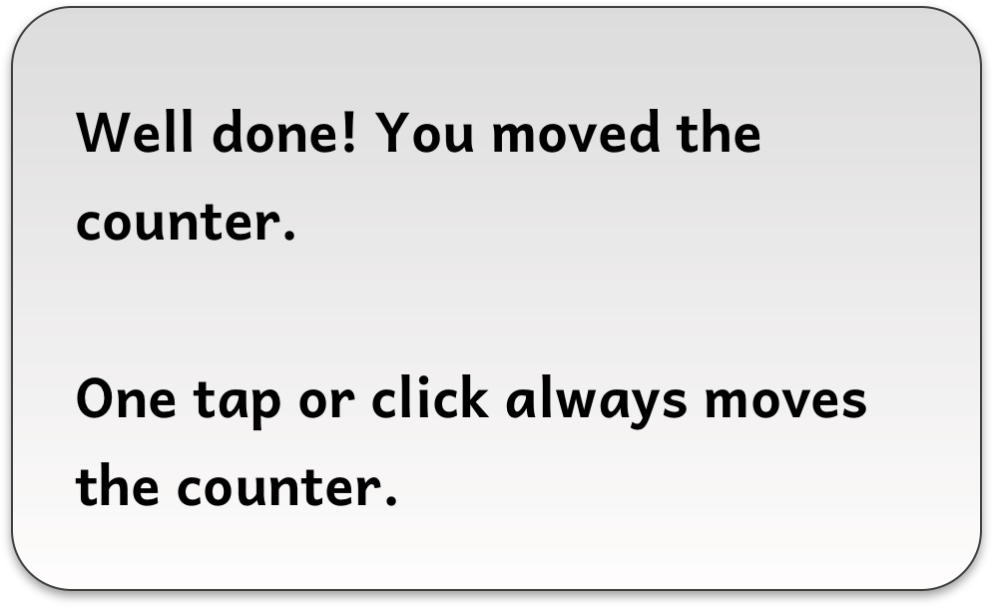 Well done! You moved the
counter.
One tap or click always moves
the counter.